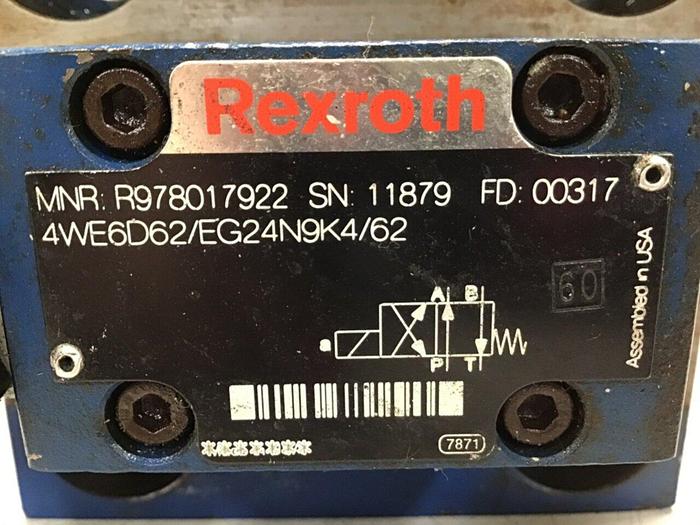 Rexroth
MNR: R978017922 SN: 11879 FD: 00317
4WE6D62/EG24N9K4/62
60
Assembled in USA
A B
a
P T
*******
7871